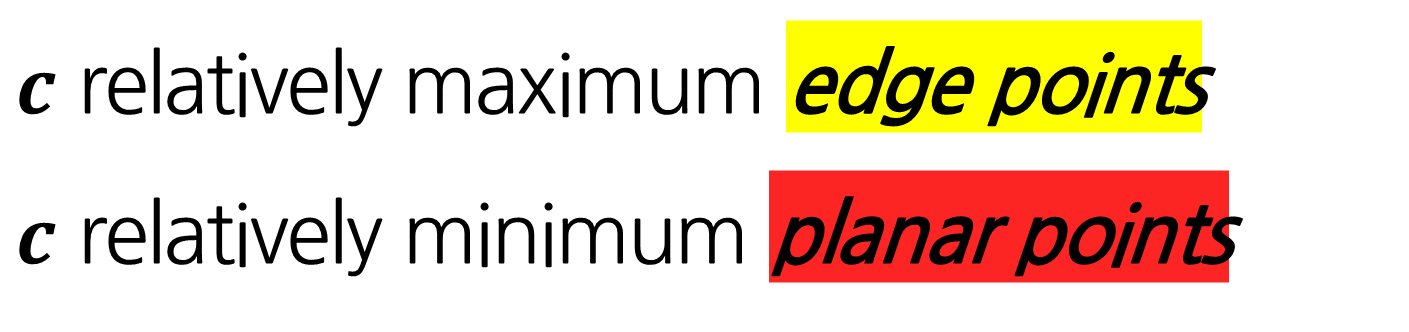 c relatively maximum edge points
c relatively minimum planar points